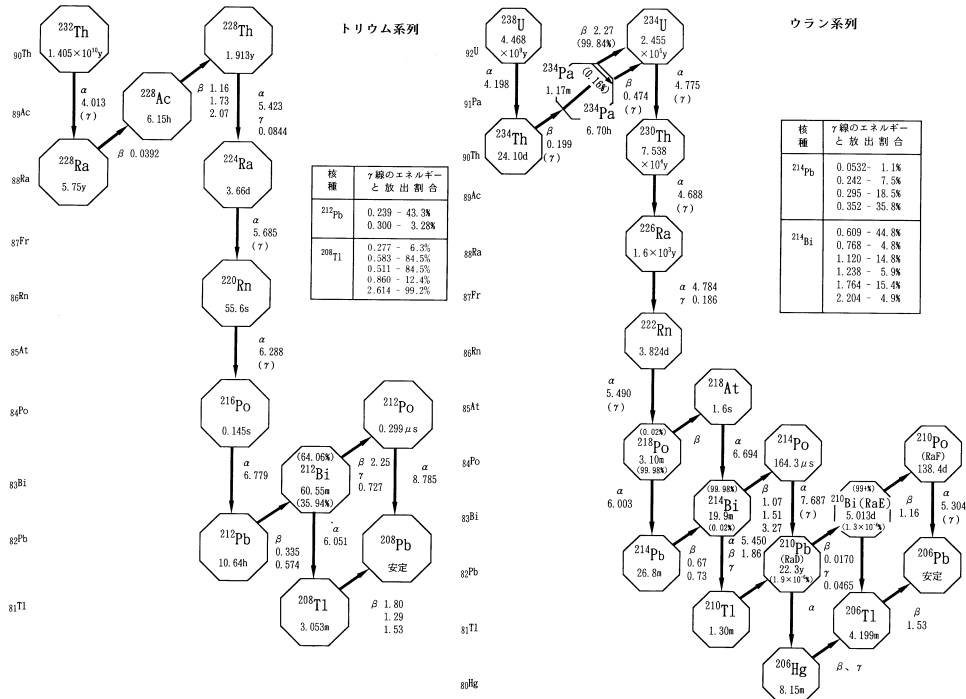 トリウム系列
90Th
89Ac
88Ra
87Fr
86Rn
85At
84Po
83Bi
82Pb
81Tl
232Th
1.405×10¹⁰y
α
4.013
(γ)
228Ra
5.75y
β 0.0392
228Ac
6.15h
β 1.16
1.73
2.07
228Th
1.913y
α
5.423
γ
0.0844
224Ra
3.66d
α
5.685
(γ)
220Rn
55.6s
α
6.288
(γ)
216Po
0.145s
α
6.779
212Pb
10.64h
β
0.335
0.574
(64.06%)
212Bi
60.55m
(35.94%)
β 2.25
γ
0.727
212Po
0.299μs
α
8.785
α
6.051
208Pb
安定
208Tl
3.053m
β 1.80
1.29
1.53
核種 γ線のエネルギーと放出割合
212Pb
0.239 - 43.3%
0.300 - 3.28%
208Tl
0.277 - 6.3%
0.583 - 84.5%
0.511 - 84.5%
0.860 - 12.4%
2.614 - 99.2%
ウラン系列
92U
91Pa
90Th
89Ac
88Ra
87Fr
86Rn
85At
84Po
83Bi
82Pb
81Tl
80Hg
238U
4.468
×10⁹y
α
4.198
234Th
24.10d
β
0.199
(γ)
234Pa
1.17m
(0.16%)
β 2.27
(99.84%)
234Pa
6.70h
β
0.474
(γ)
234U
2.455
×10⁵y
α
4.775
(γ)
230Th
7.538
×10⁴y
α
4.688
(γ)
226Ra
1.6×10³y
α 4.784
γ 0.186
222Rn
3.824d
α
5.490
(γ)
(0.02%)
218Po
3.10m
(99.98%)
β
218At
1.6s
α
6.694
α
6.003
214Pb
26.8m
β
0.67
0.73
(99.98%)
214Bi
19.9m
(0.02%)
β
1.07
1.51
3.27
214Po
164.3μs
α
7.687
(γ)
α 5.450
β 1.86
γ
210Tl
1.30m
210Pb
(RaD)
22.3y
(1.9×10⁻⁶%)
β
0.0170
γ
0.0465
(99+%)
210Bi(RaE)
5.013d
β
1.16
210Po
(RaF)
138.4d
α
5.304
(γ)
206Pb
安定
α
206Hg
8.15m
β、γ
206Tl
4.199m
β
1.53
核種 γ線のエネルギーと放出割合
214Pb
0.0532- 1.1%
0.242 - 7.5%
0.295 - 18.5%
0.352 - 35.8%
214Bi
0.609 - 44.8%
0.768 - 4.8%
1.120 - 14.8%
1.238 - 5.9%
1.764 - 15.4%
2.204 - 4.9%